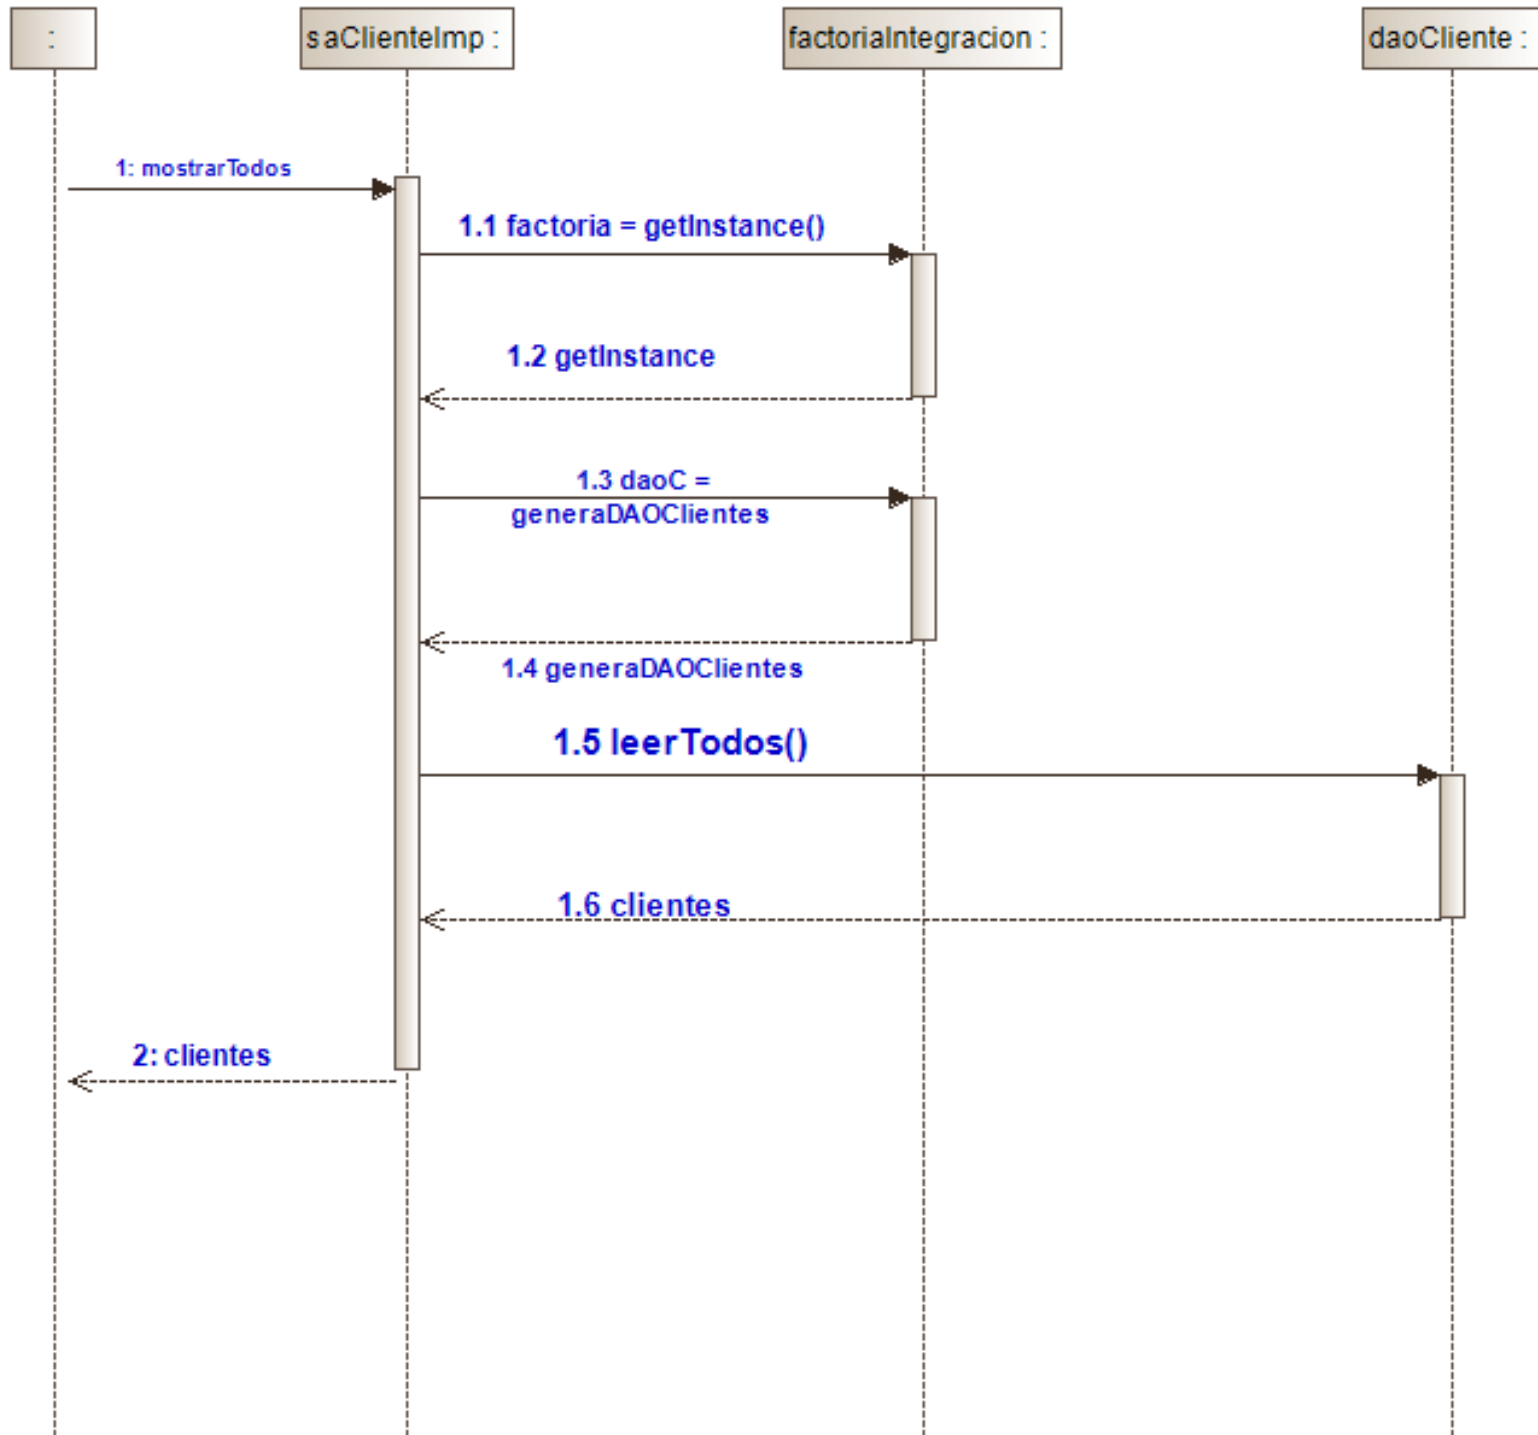 :
saClienteImp :
factoriaIntegracion :
daoCliente :
1: mostrarTodos
1.1 factoria = getInstance()
1.2 getInstance
1.3 daoC =
generaDAOClientes
1.4 generaDAOClientes
1.5 leerTodos()
1.6 clientes
2: clientes